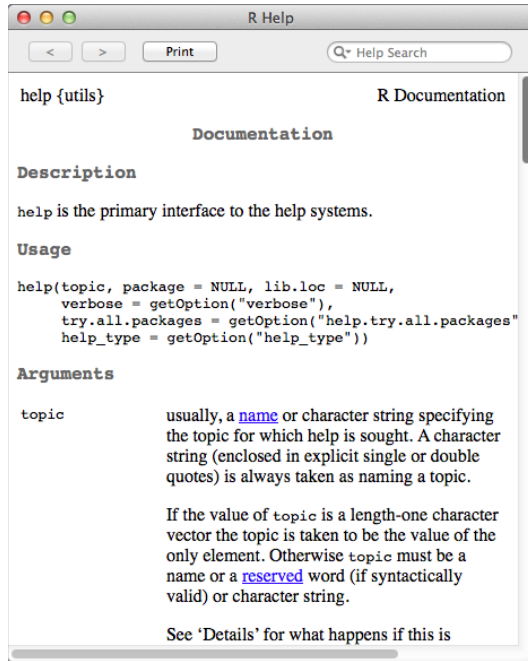 R Help
< > Print Help Search
help {utils} R Documentation
Documentation
Description
help is the primary interface to the help systems.
Usage
help(topic, package = NULL, lib.loc = NULL,
verbose = getOption("verbose"),
try.all.packages = getOption("help.try.all.packages"
help_type = getOption("help_type"))
Arguments
topic usually, a name or character string specifying
the topic for which help is sought. A character
string (enclosed in explicit single or double
quotes) is always taken as naming a topic.
If the value of topic is a length-one character
vector the topic is taken to be the value of the
only element. Otherwise topic must be a
name or a reserved word (if syntactically
valid) or character string.
See ‘Details’ for what happens if this is